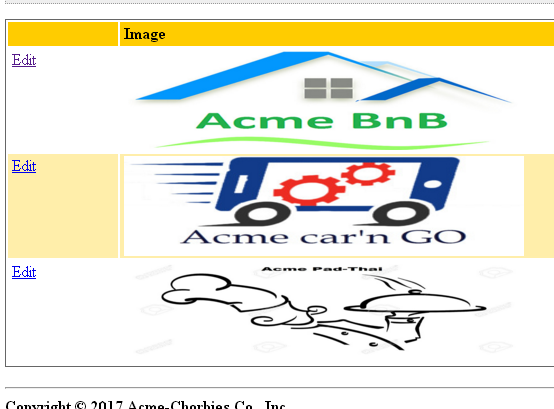 Image
Edit
Acme BnB
Edit
Acme car'n GO
Edit
Acme Pad-Thai
Copyright © 2017 Acme-Chorbies Co., Inc.